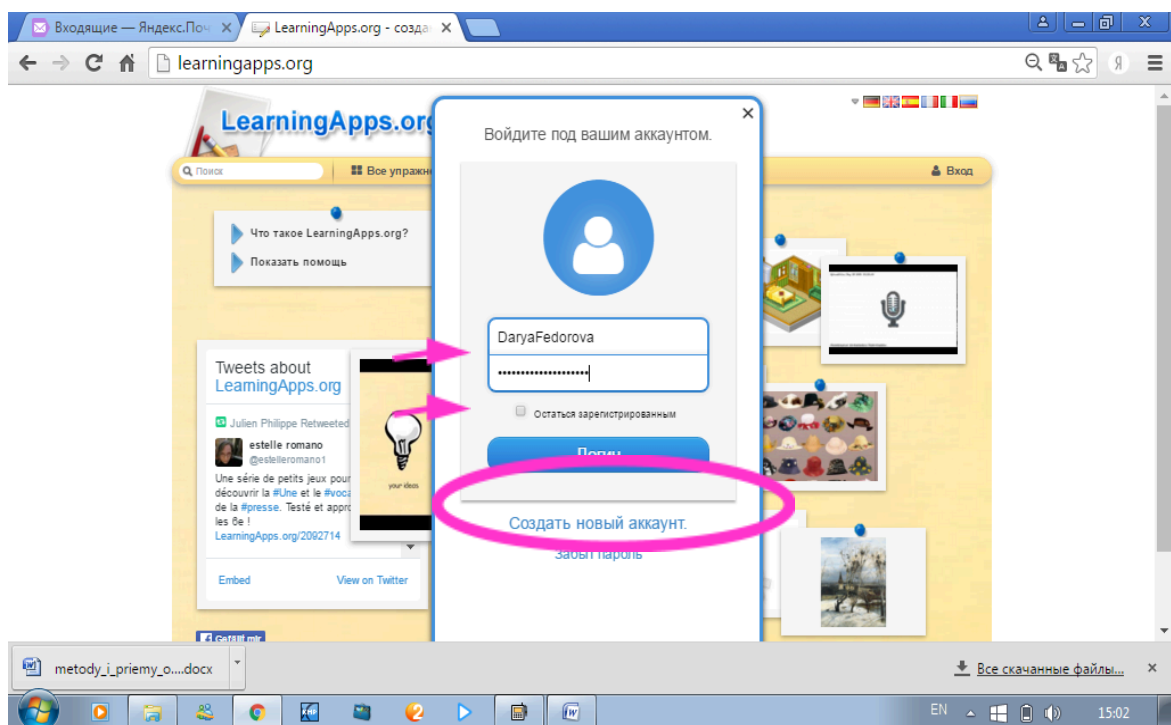 Входящие — Яндекс.Поч
LearningApps.org - созда
learningapps.org
Я
LearningApps.org
Войдите под вашим аккаунтом.
Поиск
Все упражн
Вход
Что такое LearningApps.org?
Показать помощь
DaryaFedorova
Остаться зарегистрированным
Логин
Создать новый аккаунт.
Забыл пароль
Tweets about
LearningApps.org
Julien Philippe Retweeted
estelle romano
@estelleromano1
Une série de petits jeux pour
découvrir la #Une et le #voca
de la #presse. Testé et appro
les 6e !
LearningApps.org/2092714
Embed
View on Twitter
your ideas
Gefällt mir
metody_i_priemy_o....docx
Все скачанные файлы...
EN
15:02